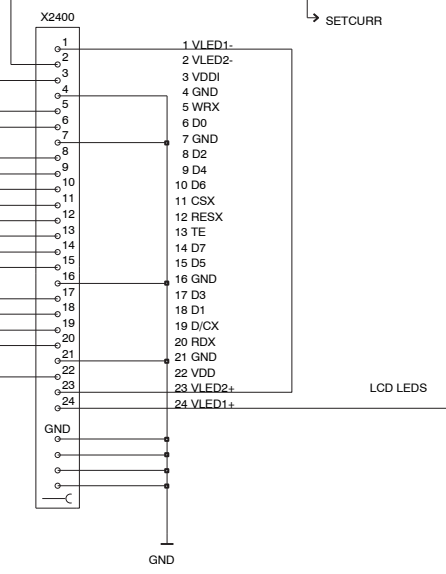 SETCURR
X2400
1 1 VLED1-
2 2 VLED2-
3 3 VDDI
4 4 GND
5 5 WRX
6 6 D0
7 7 GND
8 8 D2
9 9 D4
10 10 D6
11 11 CSX
12 12 RESX
13 13 TE
14 14 D7
15 15 D5
16 16 GND
17 17 D3
18 18 D1
19 19 D/CX
20 20 RDX
21 21 GND
22 22 VDD
23 23 VLED2+
LCD LEDS
24 24 VLED1+
GND
GND